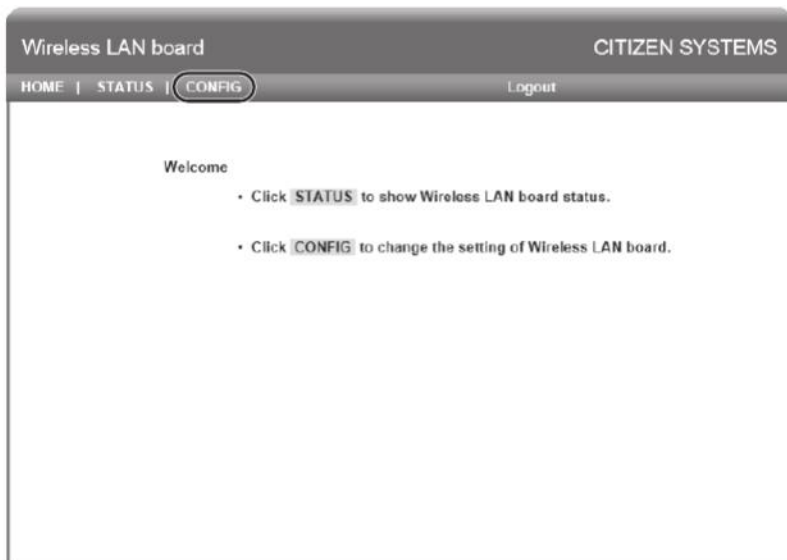 Wireless LAN board CITIZEN SYSTEMS
HOME | STATUS | CONFIG Logout
Welcome
• Click STATUS to show Wireless LAN board status.
• Click CONFIG to change the setting of Wireless LAN board.